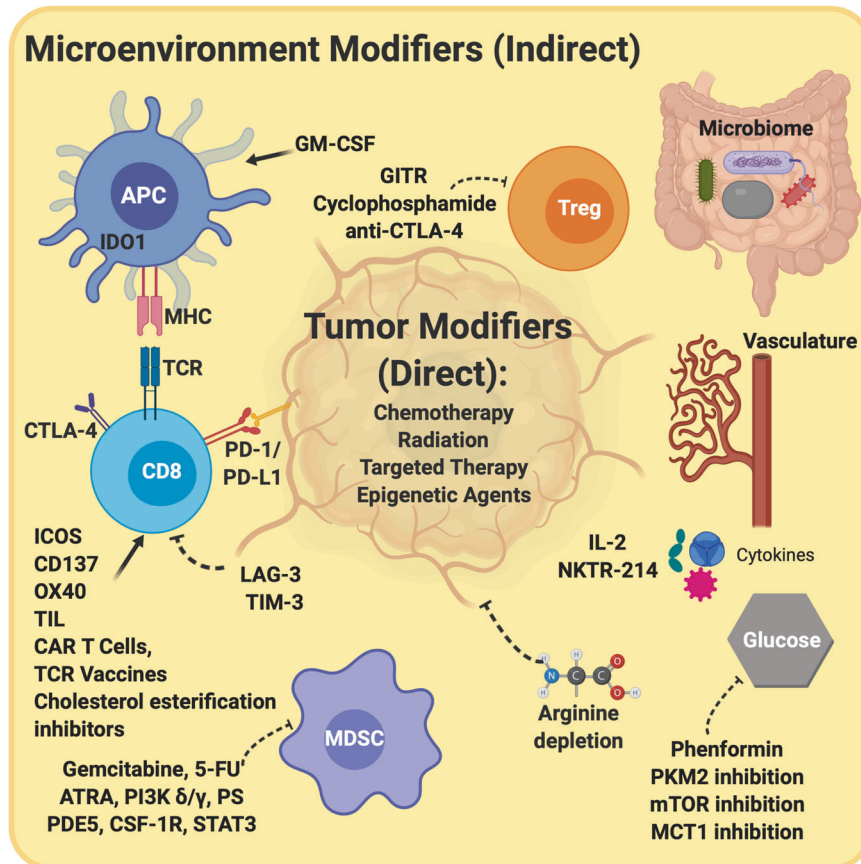 Microenvironment Modifiers (Indirect)
GM-CSF
APC
IDO1
MHC
TCR
CTLA-4
CD8
PD-1/
PD-L1
GITR
Cyclophosphamide
anti-CTLA-4
Treg
Microbiome
Tumor Modifiers
(Direct):
Chemotherapy
Radiation
Targeted Therapy
Epigenetic Agents
Vasculature
ICOS
CD137
OX40
TIL
CAR T Cells,
TCR Vaccines
Cholesterol esterification
inhibitors
LAG-3
TIM-3
IL-2
NKTR-214
Cytokines
Glucose
H
H
O
N
C
C
H
H
O
H
Arginine
depletion
MDSC
Gemcitabine, 5-FU
ATRA, PI3K δ/γ, PS
PDE5, CSF-1R, STAT3
Phenformin
PKM2 inhibition
mTOR inhibition
MCT1 inhibition